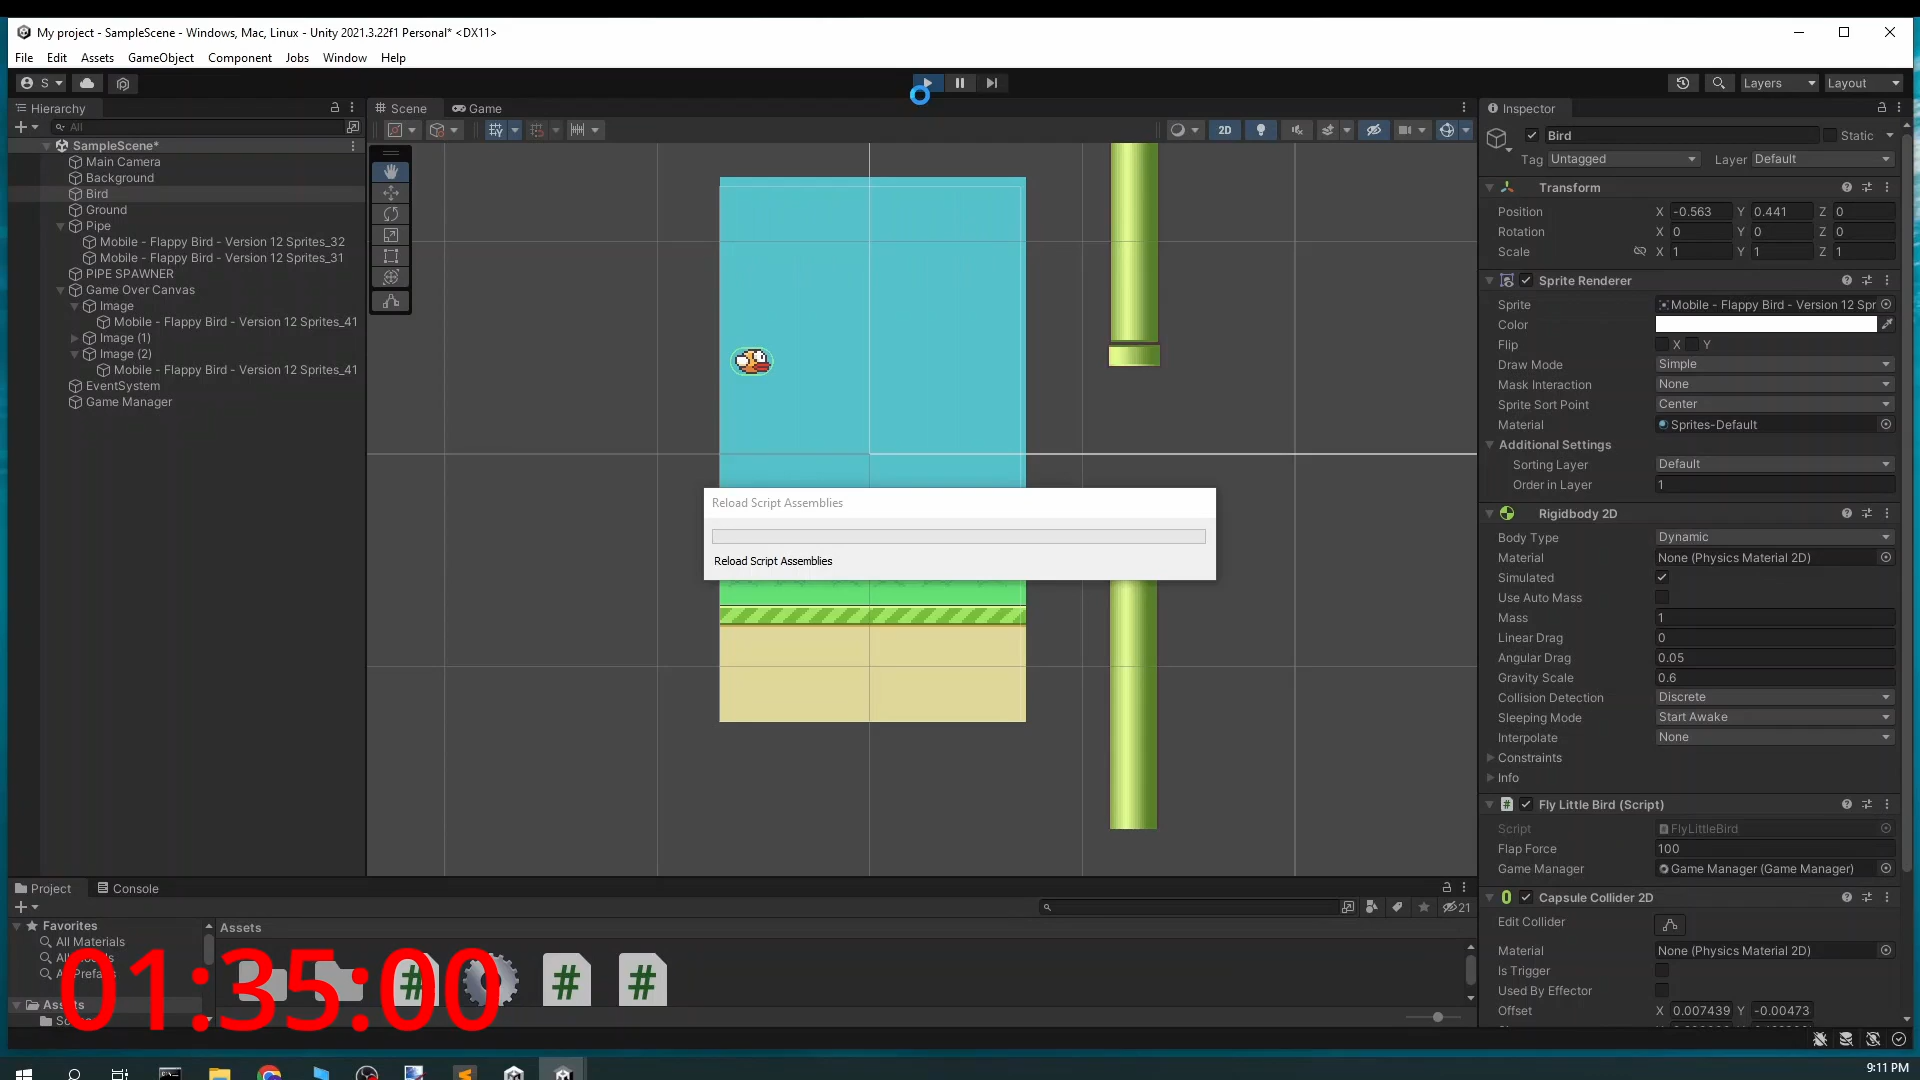 My project - SampleScene - Windows, Mac, Linux - Unity 2021.3.22f1 Personal* <DX11>
File Edit Assets GameObject Component Jobs Window Help
S Layers Layout
Hierarchy
All
SampleScene*
Main Camera
Background
Bird
Ground
Pipe
Mobile - Flappy Bird - Version 12 Sprites_32
Mobile - Flappy Bird - Version 12 Sprites_31
PIPE SPAWNER
Game Over Canvas
Image
Mobile - Flappy Bird - Version 12 Sprites_41
Image (1)
Image (2)
Mobile - Flappy Bird - Version 12 Sprites_41
EventSystem
Game Manager
Scene Game
2D
Reload Script Assemblies
Reload Script Assemblies
Inspector
Bird Static
Tag Untagged Layer Default
Transform
Position X -0.563 Y 0.441 Z 0
Rotation X 0 Y 0 Z 0
Scale X 1 Y 1 Z 1
Sprite Renderer
Sprite Mobile - Flappy Bird - Version 12 Spr
Color
Flip X Y
Draw Mode Simple
Mask Interaction None
Sprite Sort Point Center
Material Sprites-Default
Additional Settings
Sorting Layer Default
Order in Layer 1
Rigidbody 2D
Body Type Dynamic
Material None (Physics Material 2D)
Simulated
Use Auto Mass
Mass 1
Linear Drag 0
Angular Drag 0.05
Gravity Scale 0.6
Collision Detection Discrete
Sleeping Mode Start Awake
Interpolate None
Constraints
Info
Fly Little Bird (Script)
Script FlyLittleBird
Flap Force 100
Game Manager Game Manager (Game Manager)
Capsule Collider 2D
Edit Collider
Material None (Physics Material 2D)
Is Trigger
Used By Effector
Offset X 0.007439 Y -0.00473
Project Console
21
Favorites
All Materials
Assets
Assets
01:35:00
9:11 PM